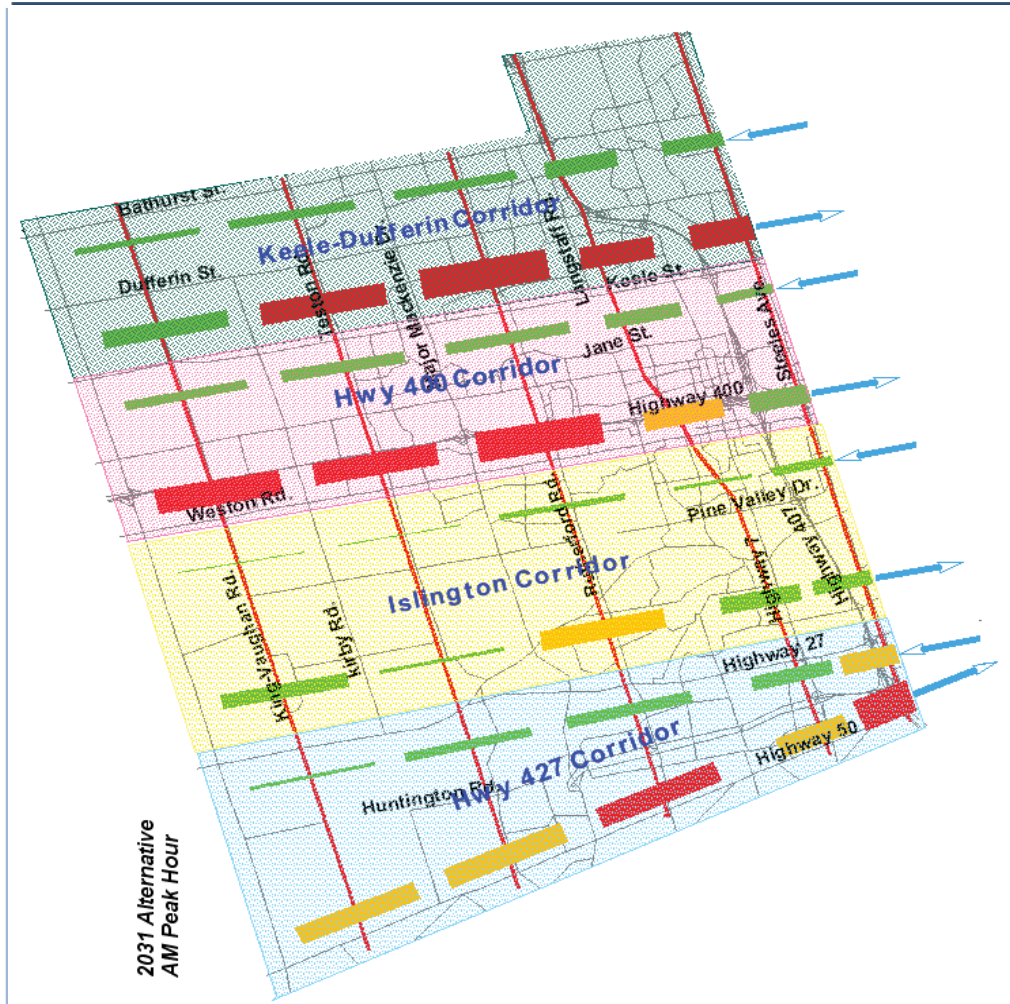 Bathurst St.
Keele-Dufferin Corridor
Dufferin St.
Teston Rd.
Major Mackenzie Dr.
Langstaff Rd.
Keele St.
Steeles Ave.
Jane St.
Hwy 400 Corridor
Highway 400
Weston Rd.
Rutherford Rd.
Pine Valley Dr.
Highway 407
Highway 7
Islington Corridor
King-Vaughan Rd.
Kirby Rd.
Highway 27
Hwy 427 Corridor
Huntington Rd.
Highway 50
2031 Alternative
AM Peak Hour